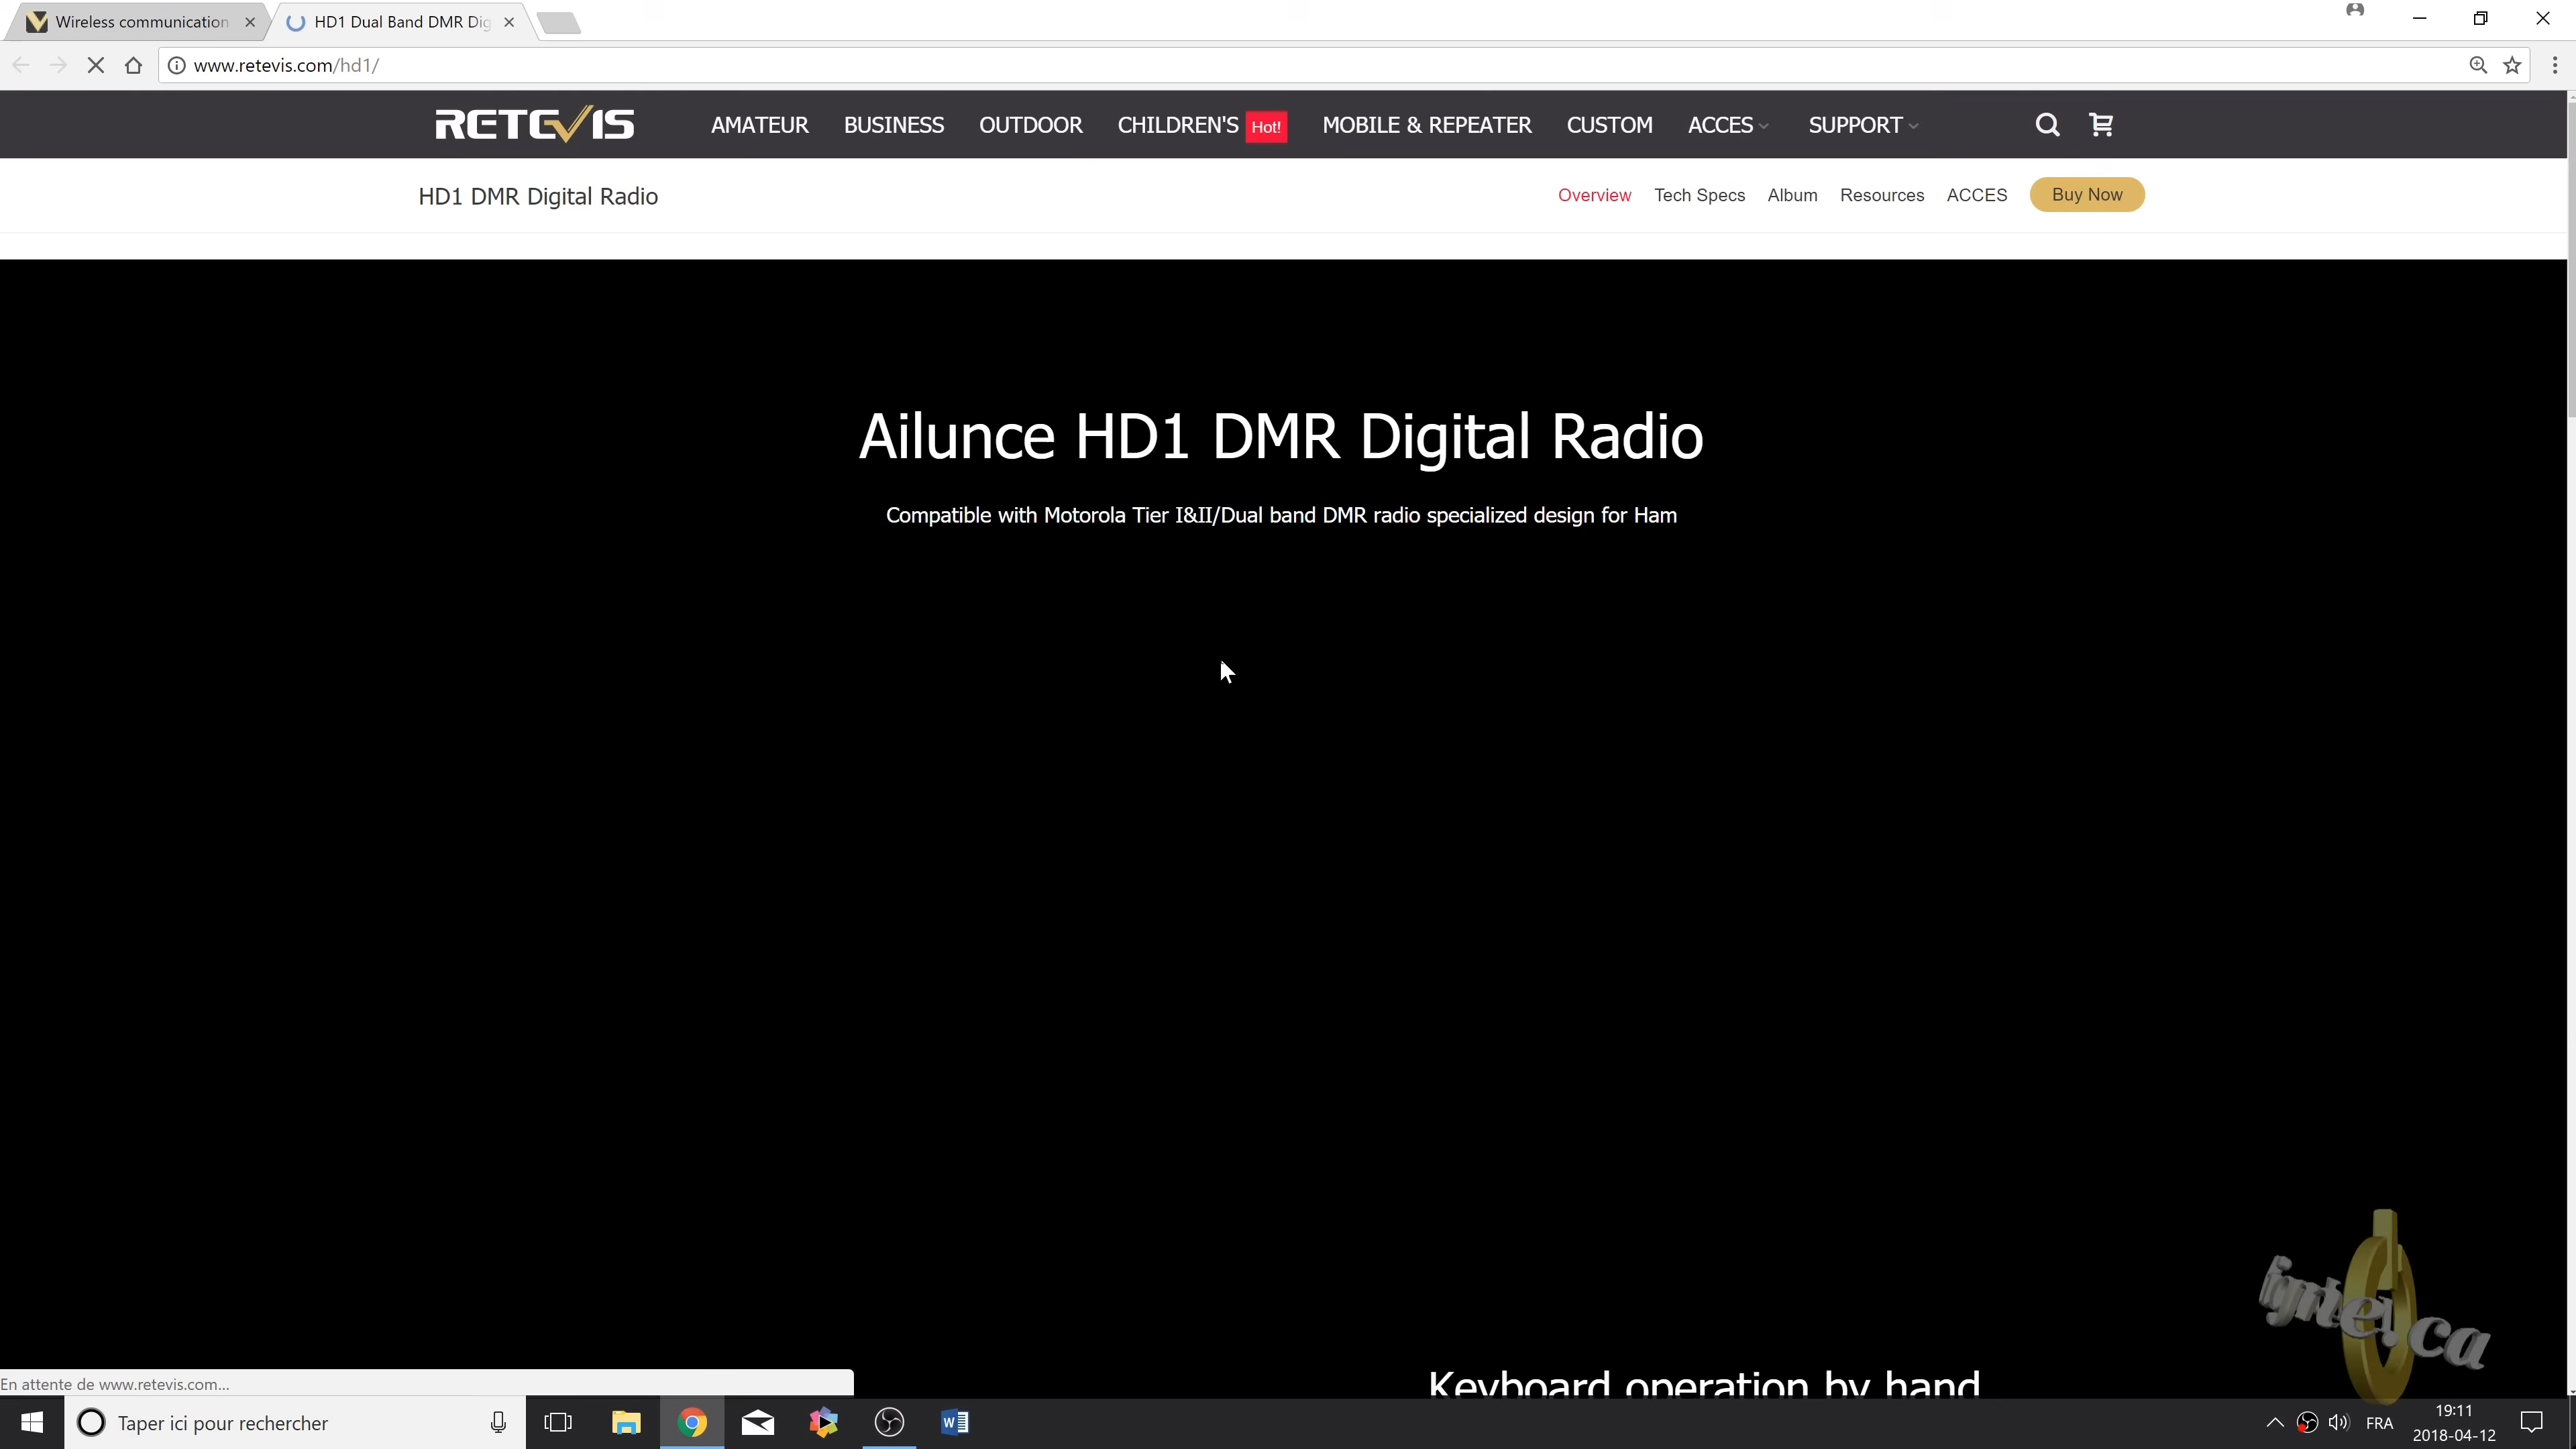 Wireless communication
HD1 Dual Band DMR Dig
www.retevis.com/hd1/
RETEVIS
AMATEUR
BUSINESS
OUTDOOR
CHILDREN'S Hot!
MOBILE & REPEATER
CUSTOM
ACCES
SUPPORT
HD1 DMR Digital Radio
Overview
Tech Specs
Album
Resources
ACCES
Buy Now
Ailunce HD1 DMR Digital Radio
Compatible with Motorola Tier I&II/Dual band DMR radio specialized design for Ham
Keyboard operation by hand
En attente de www.retevis.com...
Taper ici pour rechercher
FRA
19:11
2018-04-12